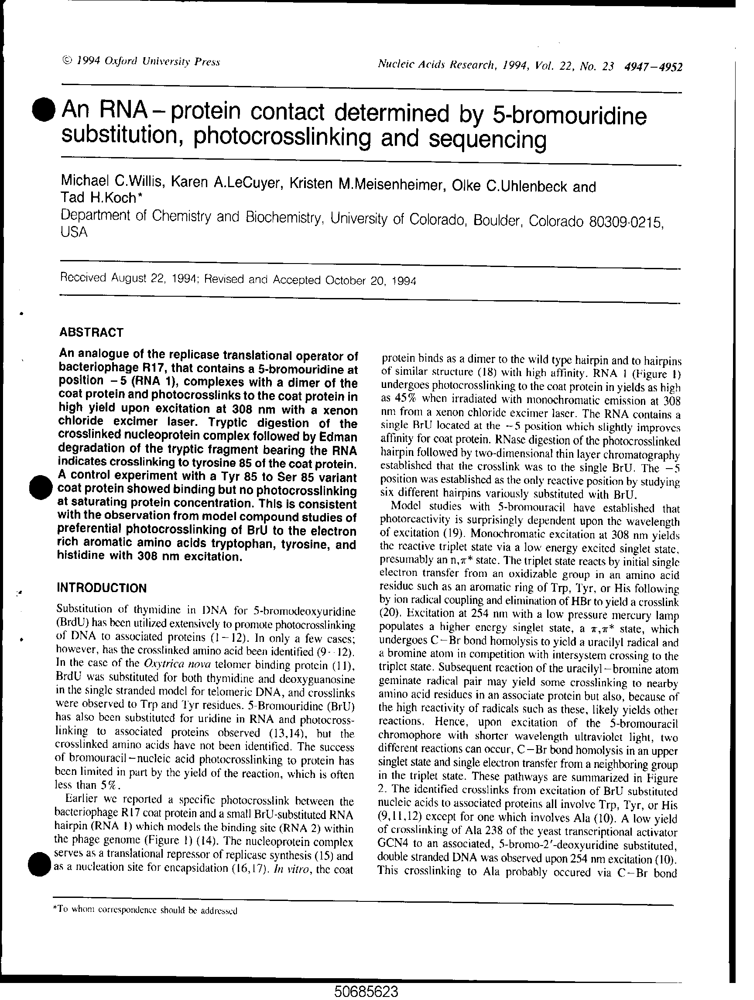 © 1994 Oxford University Press
Nucleic Acids Research, 1994, Vol. 22, No. 23 4947–4952
An RNA–protein contact determined by 5-bromouridine
substitution, photocrosslinking and sequencing
Michael C.Willis, Karen A.LeCuyer, Kristen M.Meisenheimer, Olke C.Uhlenbeck and
Tad H.Koch*
Department of Chemistry and Biochemistry, University of Colorado, Boulder, Colorado 80309-0215,
USA
Received August 22, 1994; Revised and Accepted October 20, 1994
ABSTRACT
An analogue of the replicase translational operator of
bacteriophage R17, that contains a 5-bromouridine at
position −5 (RNA 1), complexes with a dimer of the
coat protein and photocrosslinks to the coat protein in
high yield upon excitation at 308 nm with a xenon
chloride excimer laser. Tryptic digestion of the
crosslinked nucleoprotein complex followed by Edman
degradation of the tryptic fragment bearing the RNA
indicates crosslinking to tyrosine 85 of the coat protein.
A control experiment with a Tyr 85 to Ser 85 variant
coat protein showed binding but no photocrosslinking
at saturating protein concentration. This is consistent
with the observation from model compound studies of
preferential photocrosslinking of BrU to the electron
rich aromatic amino acids tryptophan, tyrosine, and
histidine with 308 nm excitation.
INTRODUCTION
Substitution of thymidine in DNA for 5-bromodeoxyuridine
(BrdU) has been utilized extensively to promote photocrosslinking
of DNA to associated proteins (1–12). In only a few cases;
however, has the crosslinked amino acid been identified (9–12).
In the case of the Oxytrica nova telomer binding protein (11),
BrdU was substituted for both thymidine and deoxyguanosine
in the single stranded model for telomeric DNA, and crosslinks
were observed to Trp and Tyr residues. 5-Bromouridine (BrU)
has also been substituted for uridine in RNA and photocross-
linking to associated proteins observed (13,14), but the
crosslinked amino acids have not been identified. The success
of bromouracil–nucleic acid photocrosslinking to protein has
been limited in part by the yield of the reaction, which is often
less than 5%.
Earlier we reported a specific photocrosslink between the
bacteriophage R17 coat protein and a small BrU-substituted RNA
hairpin (RNA 1) which models the binding site (RNA 2) within
the phage genome (Figure 1) (14). The nucleoprotein complex
serves as a translational repressor of replicase synthesis (15) and
as a nucleation site for encapsidation (16,17). In vitro, the coat
protein binds as a dimer to the wild type hairpin and to hairpins
of similar structure (18) with high affinity. RNA 1 (Figure 1)
undergoes photocrosslinking to the coat protein in yields as high
as 45% when irradiated with monochromatic emission at 308
nm from a xenon chloride excimer laser. The RNA contains a
single BrU located at the −5 position which slightly improves
affinity for coat protein. RNase digestion of the photocrosslinked
hairpin followed by two-dimensional thin layer chromatography
established that the crosslink was to the single BrU. The −5
position was established as the only reactive position by studying
six different hairpins variously substituted with BrU.
Model studies with 5-bromouracil have established that
photoreactivity is surprisingly dependent upon the wavelength
of excitation (19). Monochromatic excitation at 308 nm yields
the reactive triplet state via a low energy excited singlet state,
presumably an n,π* state. The triplet state reacts by initial single
electron transfer from an oxidizable group in an amino acid
residue such as an aromatic ring of Trp, Tyr, or His following
by ion radical coupling and elimination of HBr to yield a crosslink
(20). Excitation at 254 nm with a low pressure mercury lamp
populates a higher energy singlet state, a π,π* state, which
undergoes C–Br bond homolysis to yield a uracilyl radical and
a bromine atom in competition with intersystem crossing to the
triplet state. Subsequent reaction of the uracilyl–bromine atom
geminate radical pair may yield some crosslinking to nearby
amino acid residues in an associate protein but also, because of
the high reactivity of radicals such as these, likely yields other
reactions. Hence, upon excitation of the 5-bromouracil
chromophore with shorter wavelength ultraviolet light, two
different reactions can occur, C–Br bond homolysis in an upper
singlet state and single electron transfer from a neighboring group
in the triplet state. These pathways are summarized in Figure
2. The identified crosslinks from excitation of BrU substituted
nucleic acids to associated proteins all involve Trp, Tyr, or His
(9,11,12) except for one which involves Ala (10). A low yield
of crosslinking of Ala 238 of the yeast transcriptional activator
GCN4 to an associated, 5-bromo-2′-deoxyuridine substituted,
double stranded DNA was observed upon 254 nm excitation (10).
This crosslinking to Ala probably occured via C–Br bond
*To whom correspondence should be addressed
50685623